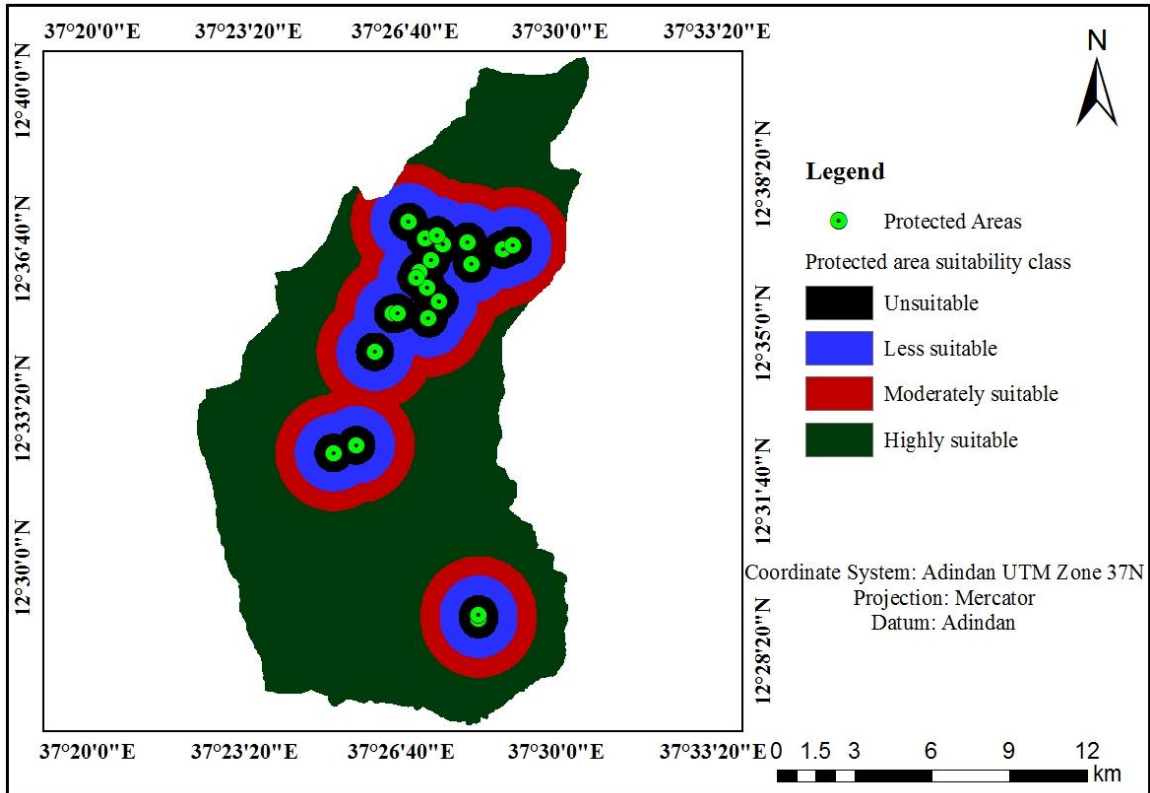 37°20'0"E 37°23'20"E 37°26'40"E 37°30'0"E 37°33'20"E
12°40'0"N
12°36'40"N
12°33'20"N
12°30'0"N
12°38'20"N
12°35'0"N
12°31'40"N
12°28'20"N
37°20'0"E 37°23'20"E 37°26'40"E 37°30'0"E 37°33'20"E
N
Legend
Protected Areas
Protected area suitability class
Unsuitable
Less suitable
Moderately suitable
Highly suitable
Coordinate System: Adindan UTM Zone 37N
Projection: Mercator
Datum: Adindan
0 1.5 3 6 9 12
km